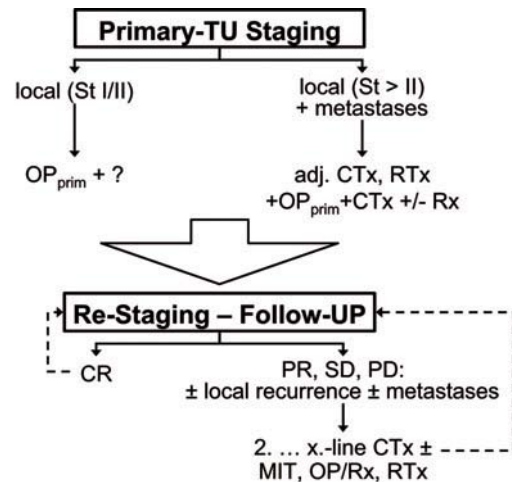 Primary-TU Staging
local (St I/II)
local (St > II)
+ metastases
OPprim + ?
adj. CTx, RTx
+OPprim+CTx +/- Rx
Re-Staging – Follow-UP
CR
PR, SD, PD:
± local recurrence ± metastases
2. ... x.-line CTx ±
MIT, OP/Rx, RTx